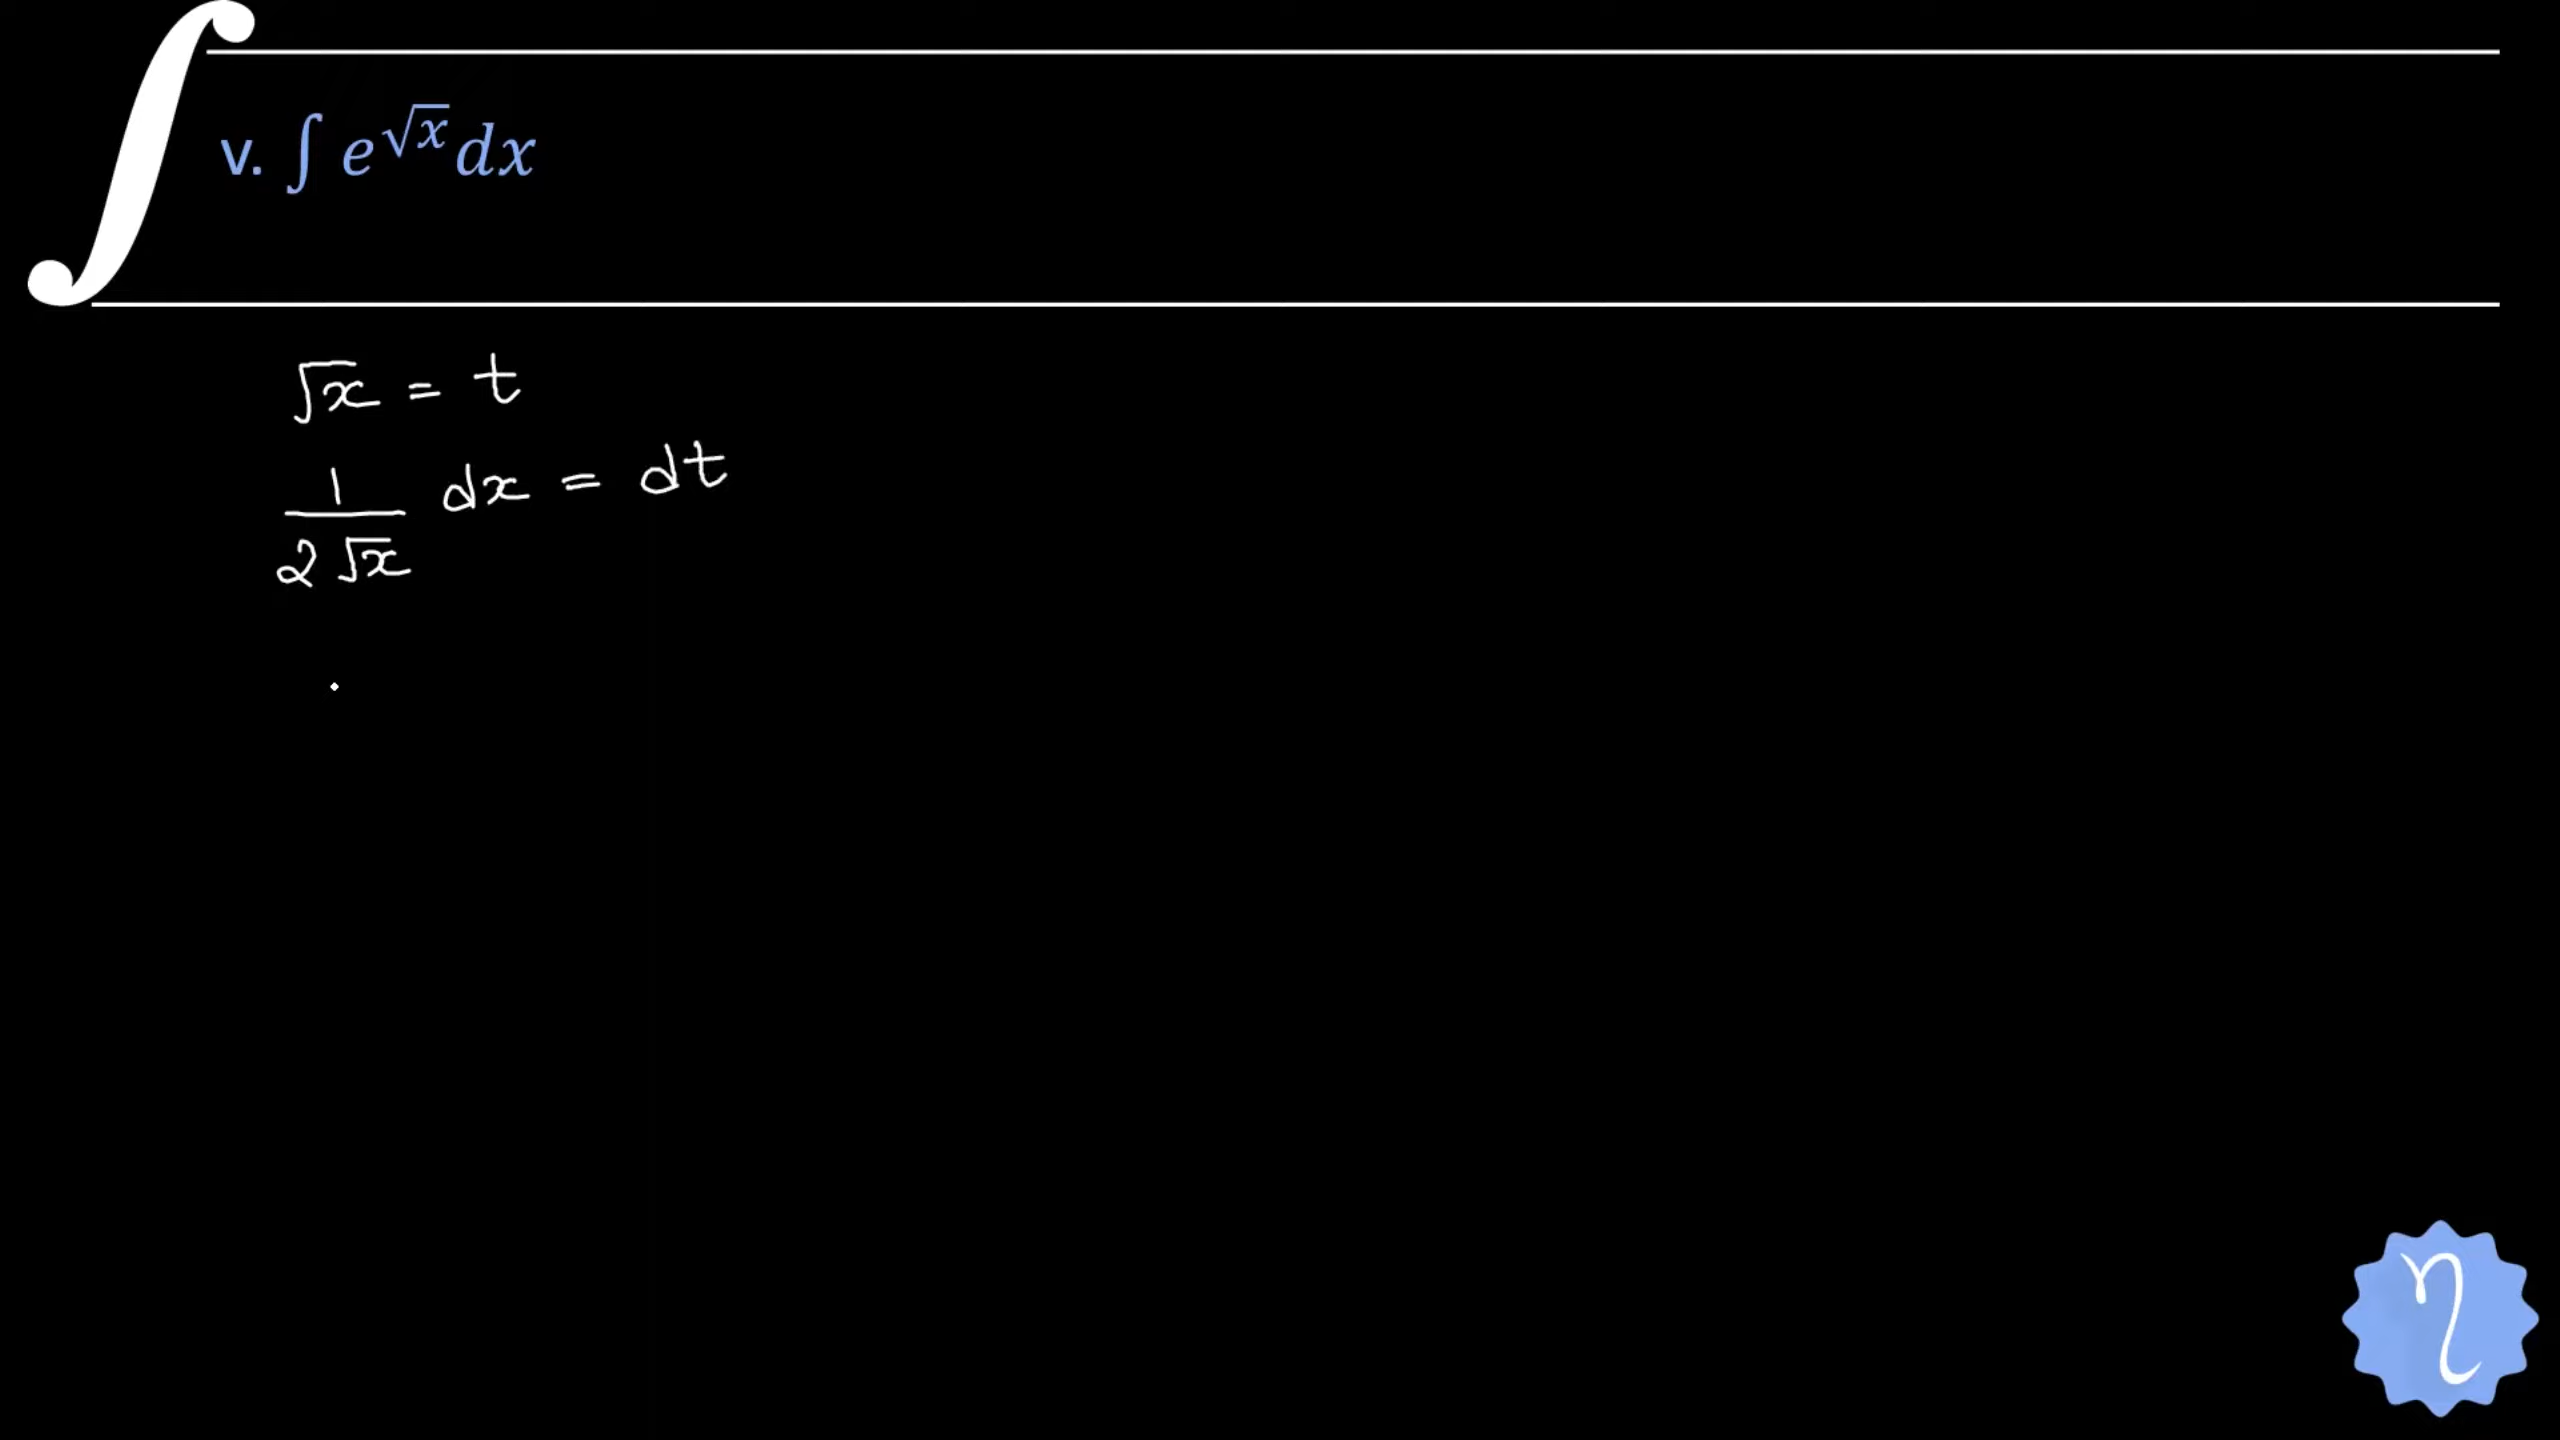 v. ∫ e^√x dx
√x = t
1/(2√x) dx = dt
η